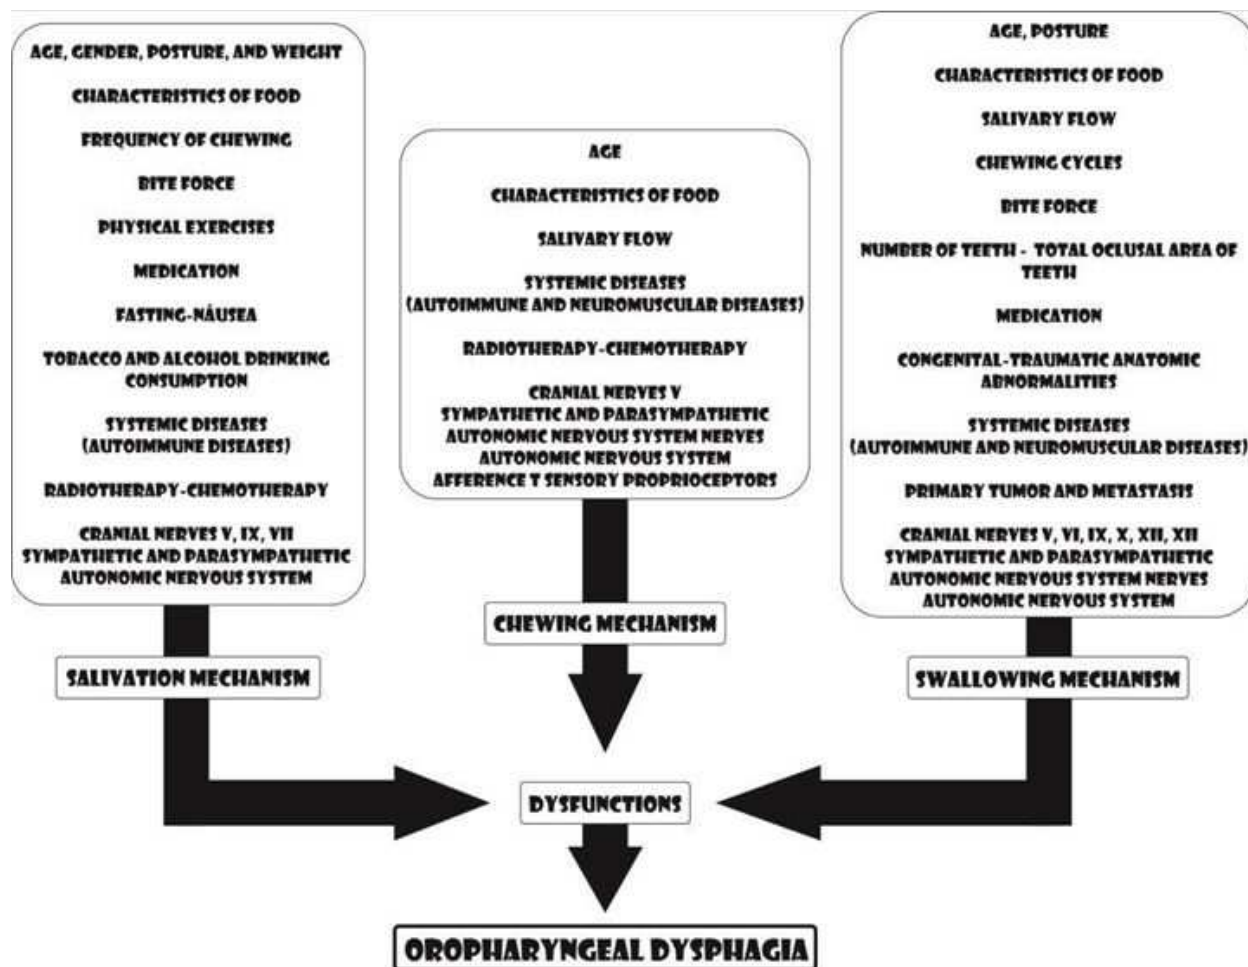 AGE, GENDER, POSTURE, AND WEIGHT
CHARACTERISTICS OF FOOD
FREQUENCY OF CHEWING
BITE FORCE
PHYSICAL EXERCISES
MEDICATION
FASTING-NÁUSEA
TOBACCO AND ALCOHOL DRINKING
CONSUMPTION
SYSTEMIC DISEASES
(AUTOIMMUNE DISEASES)
RADIOTHERAPY-CHEMOTHERAPY
CRANIAL NERVES V, IX, VII
SYMPATHETIC AND PARASYMPATHETIC
AUTONOMIC NERVOUS SYSTEM
SALIVATION MECHANISM
AGE
CHARACTERISTICS OF FOOD
SALIVARY FLOW
SYSTEMIC DISEASES
(AUTOIMMUNE AND NEUROMUSCULAR DISEASES)
RADIOTHERAPY-CHEMOTHERAPY
CRANIAL NERVES V
SYMPATHETIC AND PARASYMPATHETIC
AUTONOMIC NERVOUS SYSTEM NERVES
AUTONOMIC NERVOUS SYSTEM
AFFERENCE T SENSORY PROPRIOCEPTORS
CHEWING MECHANISM
AGE, POSTURE
CHARACTERISTICS OF FOOD
SALIVARY FLOW
CHEWING CYCLES
BITE FORCE
NUMBER OF TEETH - TOTAL OCLUSAL AREA OF
TEETH
MEDICATION
CONGENITAL-TRAUMATIC ANATOMIC
ABNORMALITIES
SYSTEMIC DISEASES
(AUTOIMMUNE AND NEUROMUSCULAR DISEASES)
PRIMARY TUMOR AND METASTASIS
CRANIAL NERVES V, VI, IX, X, XII, XII
SYMPATHETIC AND PARASYMPATHETIC
AUTONOMIC NERVOUS SYSTEM NERVES
AUTONOMIC NERVOUS SYSTEM
SWALLOWING MECHANISM
DYSFUNCTIONS
OROPHARYNGEAL DYSPHAGIA